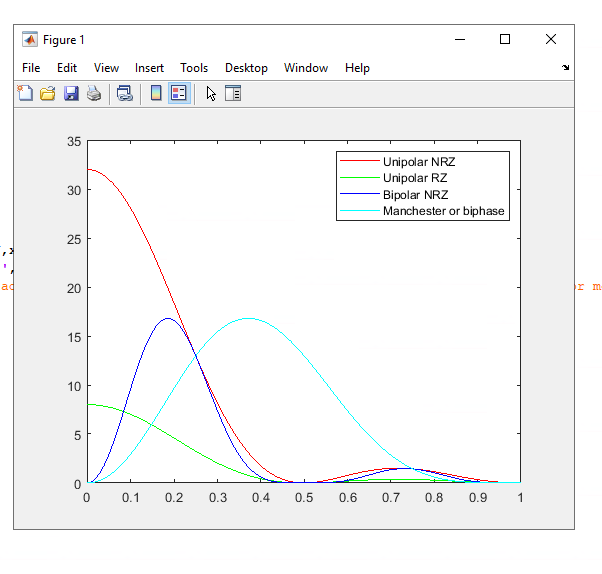 Figure 1
File Edit View Insert Tools Desktop Window Help
35
30
25
20
15
10
5
0
0 0.1 0.2 0.3 0.4 0.5 0.6 0.7 0.8 0.9 1
Unipolar NRZ
Unipolar RZ
Bipolar NRZ
Manchester or biphase
,x
',
ac
or m